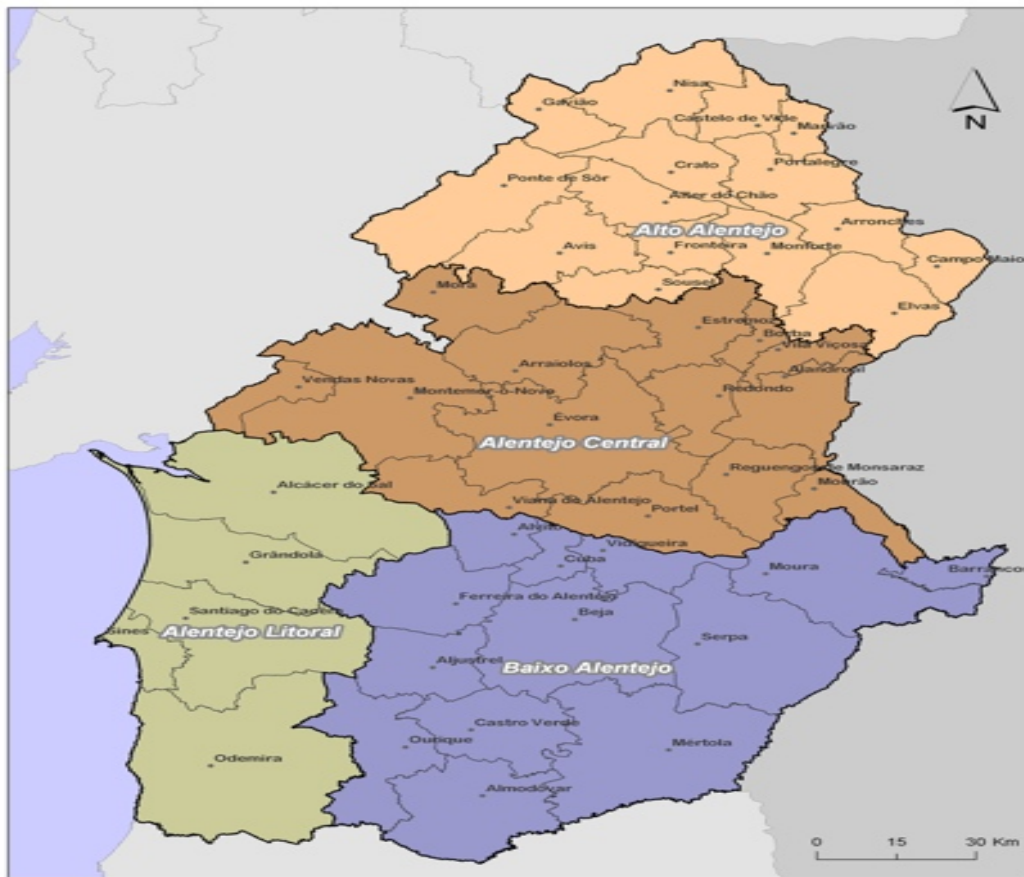 Nisa
Gavião
Castelo de Vide
Marvão
N
Crato
Portalegre
Ponte de Sôr
Alter do Chão
Arronches
Alto Alentejo
Avis
Fronteira
Monforte
Campo Maior
Sousel
Mora
Elvas
Estremoz
Borba
Vila Viçosa
Arraiolos
Alandroal
Vendas Novas
Montemor-o-Novo
Redondo
Évora
Alentejo Central
Reguengos de Monsaraz
Mourão
Alcácer do Sal
Viana do Alentejo
Portel
Alvito
Vidigueira
Grândola
Cuba
Moura
Barrancos
Ferreira do Alentejo
Santiago do Cacém
Beja
Sines
Alentejo Litoral
Serpa
Aljustrel
Baixo Alentejo
Castro Verde
Ourique
Mértola
Odemira
Almodôvar
0 15 30 Km